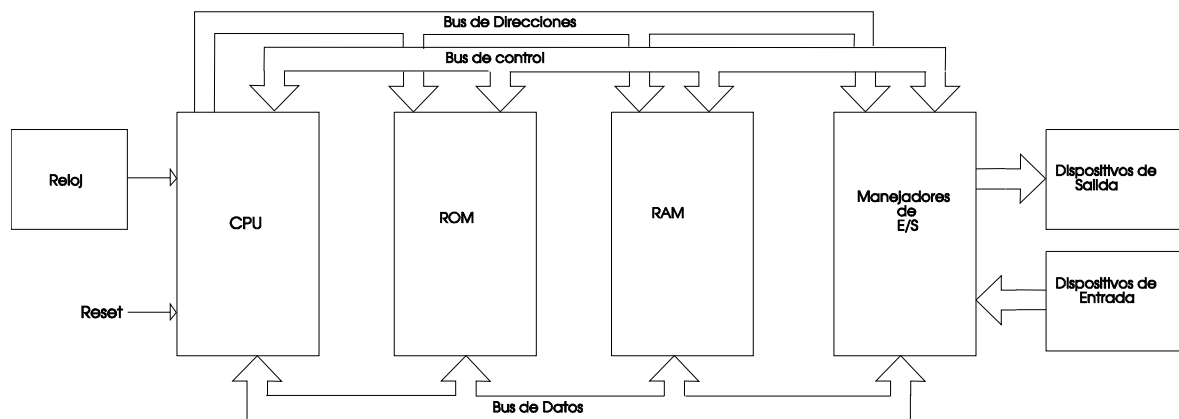 Bus de Direcciones
Bus de control
Reloj
CPU
ROM
RAM
Manejadores
de
E/S
Dispositivos de
Salida
Reset
Dispositivos de
Entrada
Bus de Datos